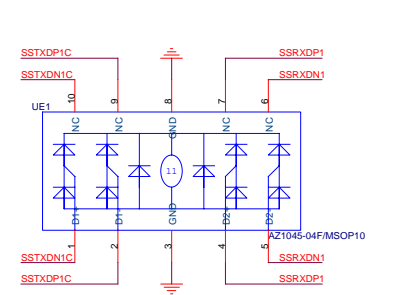 SSTXDP1C
SSRXDP1
SSTXDN1C
SSRXDN1
10
9
8
7
6
UE1
NC
NC
GND
NC
NC
11
D1+
D1-
GND
D2+
D2-
AZ1045-04F/MSOP10
1
2
3
4
5
SSTXDN1C
SSRXDN1
SSTXDP1C
SSRXDP1